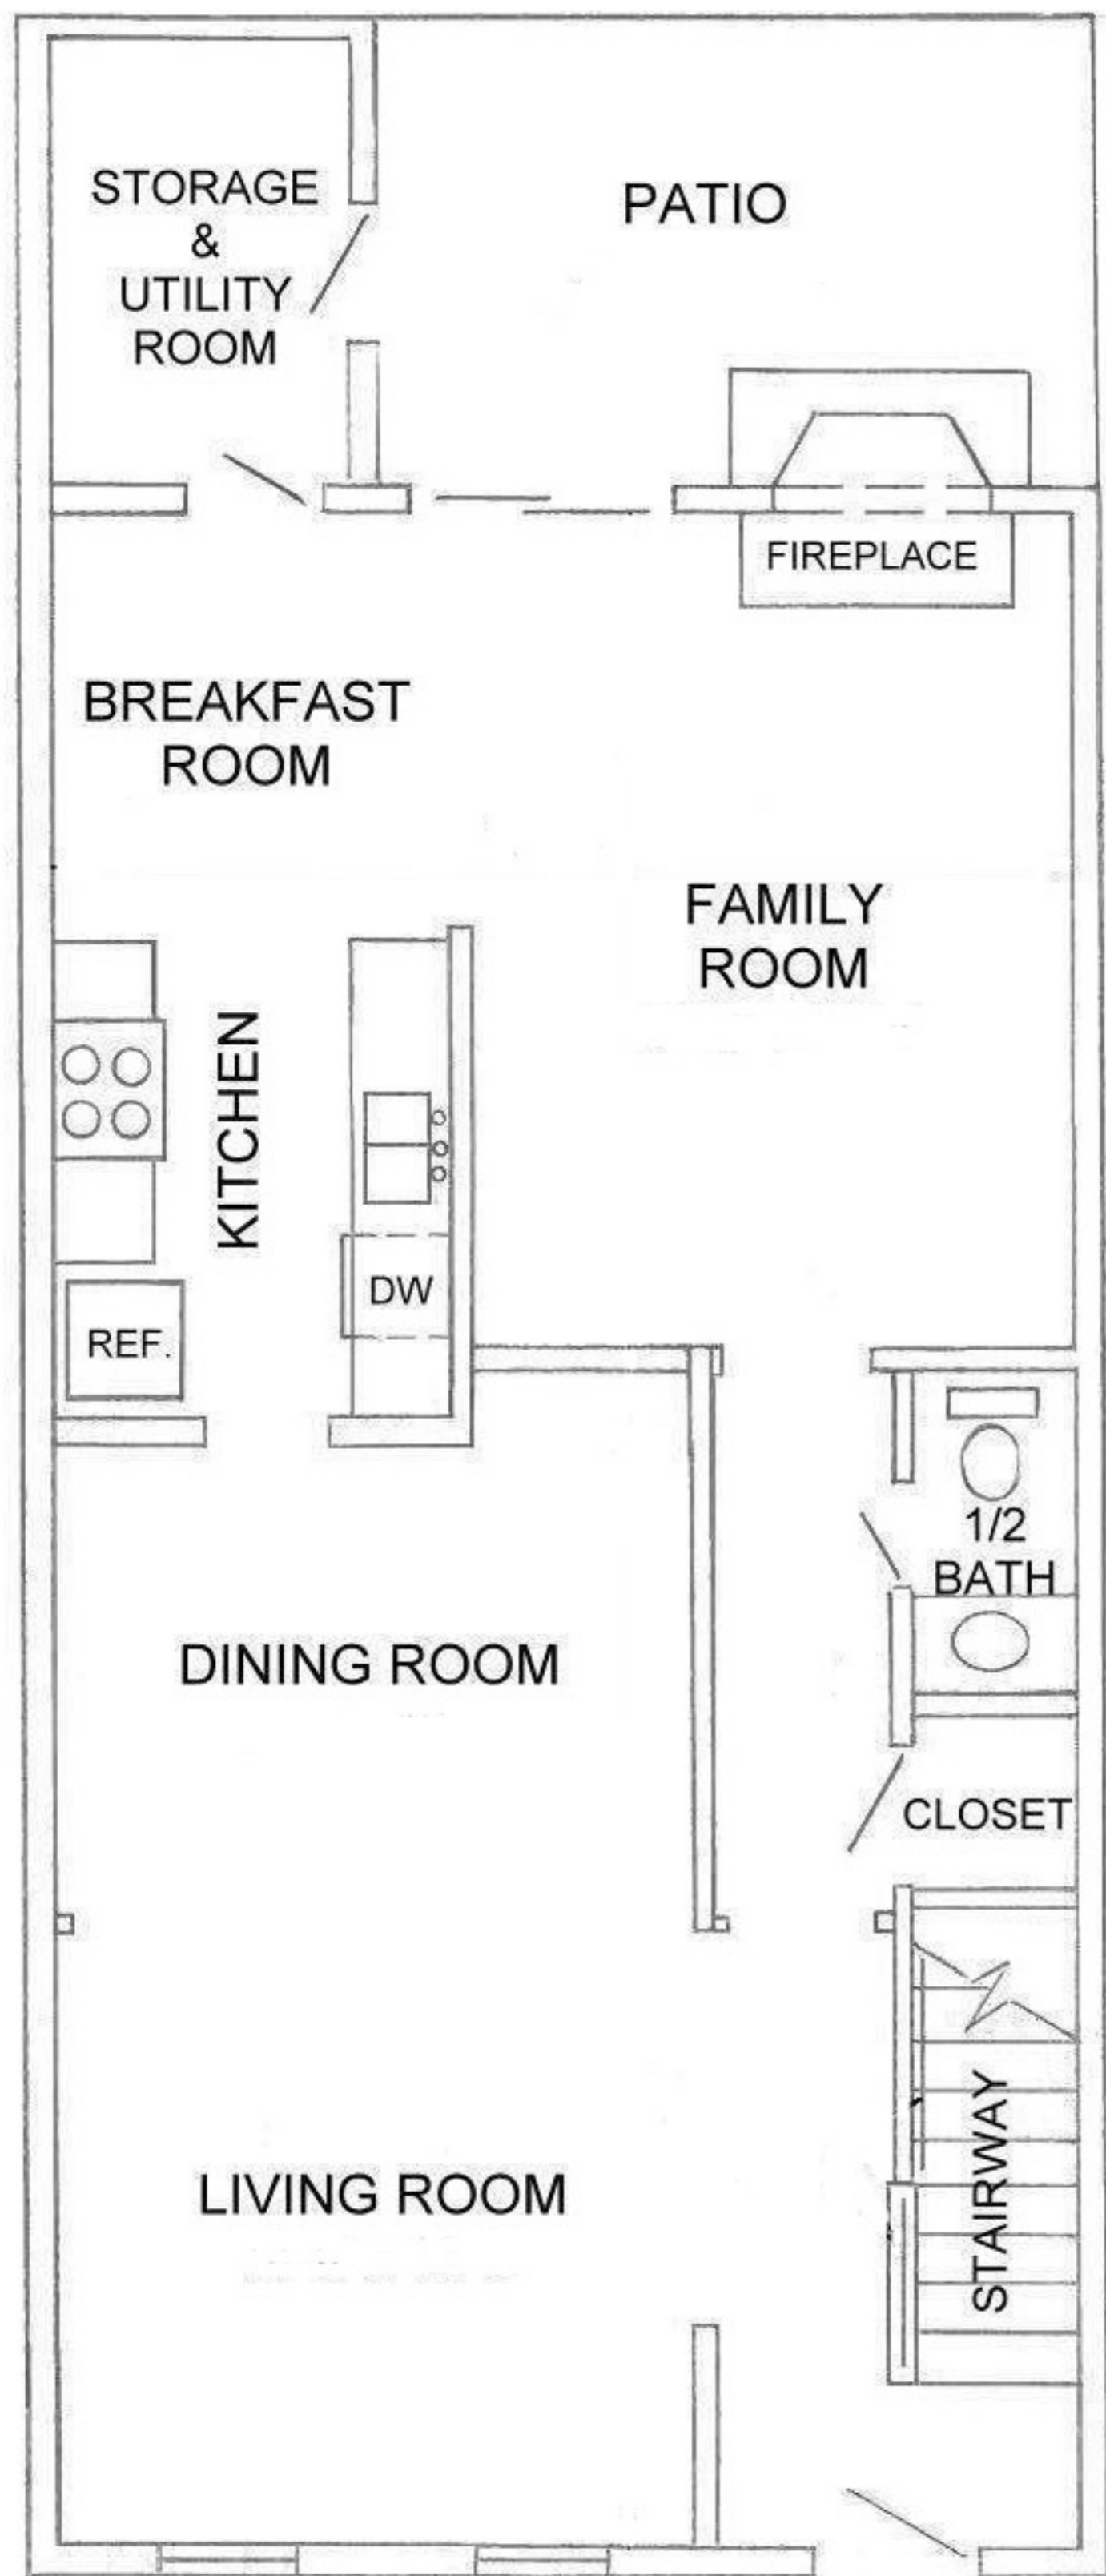 STORAGE
&
UTILITY
ROOM
PATIO
FIREPLACE
BREAKFAST
ROOM
FAMILY
ROOM
KITCHEN
DW
REF.
1/2
BATH
DINING ROOM
CLOSET
LIVING ROOM
STAIRWAY